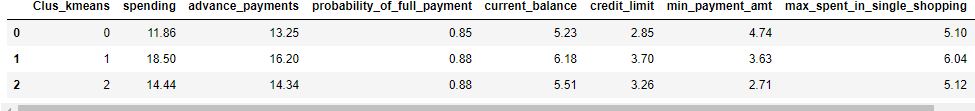 Clus_kmeans spending advance_payments probability_of_full_payment current_balance credit_limit min_payment_amt max_spent_in_single_shopping
0 0 11.86 13.25 0.85 5.23 2.85 4.74 5.10
1 1 18.50 16.20 0.88 6.18 3.70 3.63 6.04
2 2 14.44 14.34 0.88 5.51 3.26 2.71 5.12